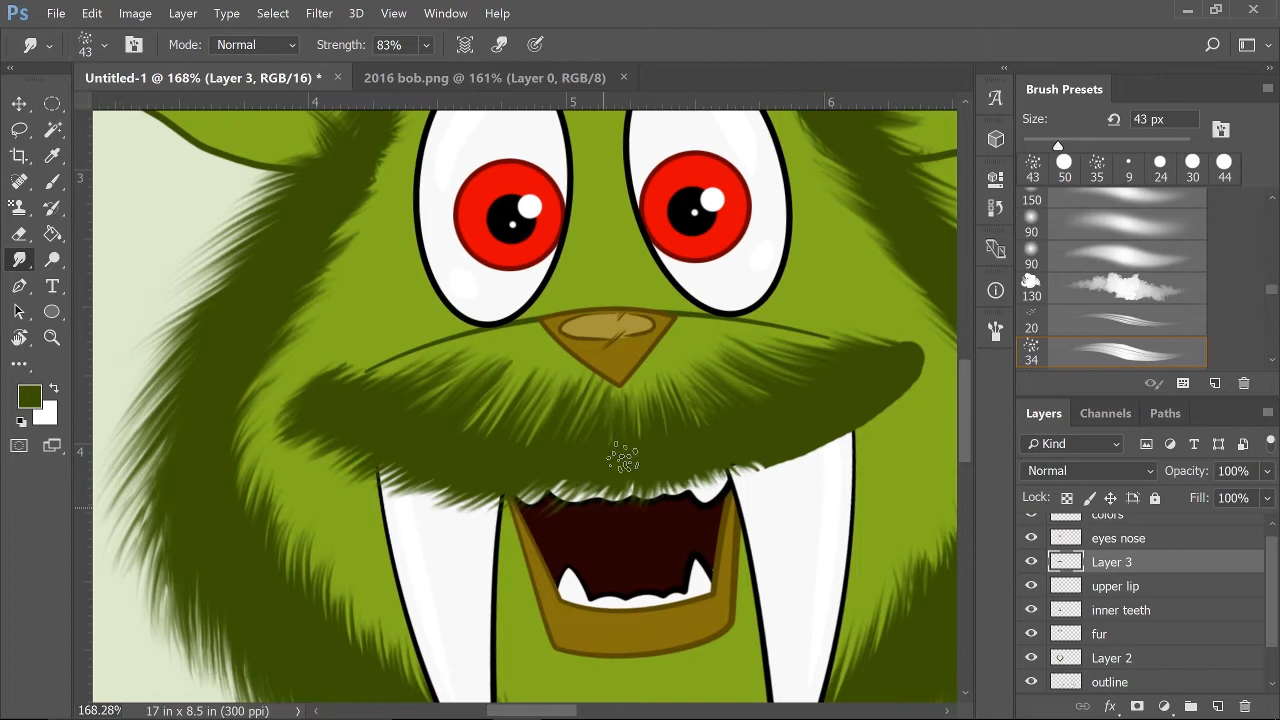 Ps File Edit Image Layer Type Select Filter 3D View Window Help
43 Mode: Normal Strength: 83%
Untitled-1 @ 168% (Layer 3, RGB/16) * × 2016 bob.png @ 161% (Layer 0, RGB/8) ×
4 5 6
3
4
168.28% 17 in x 8.5 in (300 ppi)
Brush Presets
Size: 43 px
43 50 35 9 24 30 44
150
90
90
130
20
34
Layers Channels Paths
Kind
Normal Opacity: 100%
Lock: Fill: 100%
colors
eyes nose
Layer 3
upper lip
inner teeth
fur
Layer 2
outline